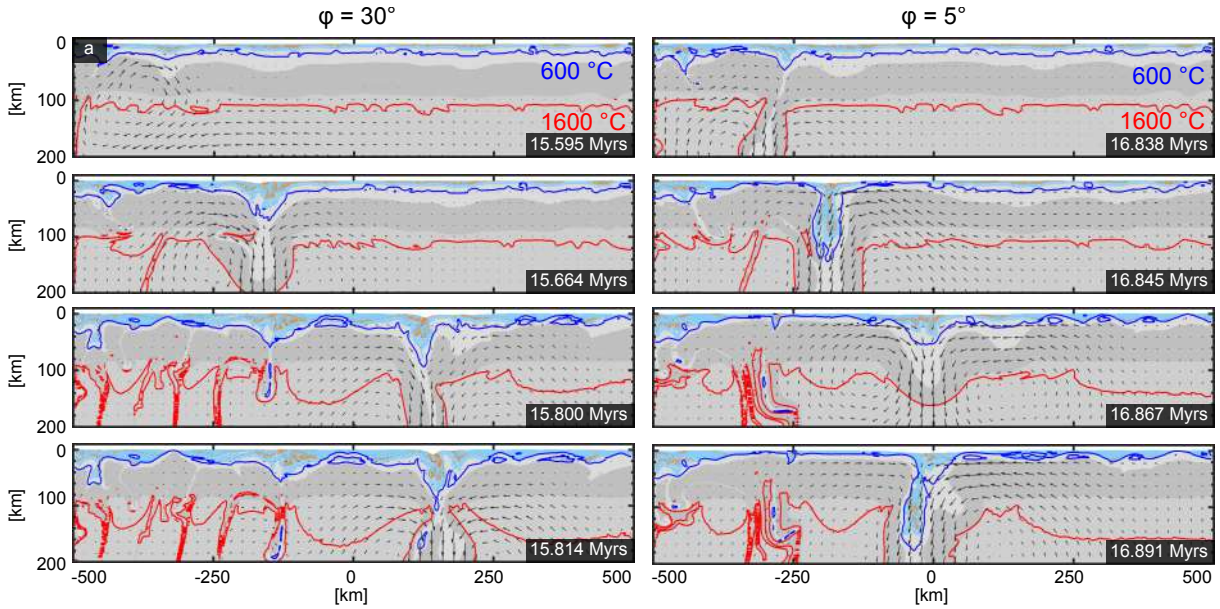 φ = 30° φ = 5°
a
[km] 0 100 200
600 °C
1600 °C
15.595 Myrs
600 °C
1600 °C
16.838 Myrs
[km] 0 100 200
15.664 Myrs
16.845 Myrs
[km] 0 100 200
15.800 Myrs
16.867 Myrs
[km] 0 100 200
15.814 Myrs
16.891 Myrs
-500 -250 0 250 500 -500 -250 0 250 500
[km] [km]